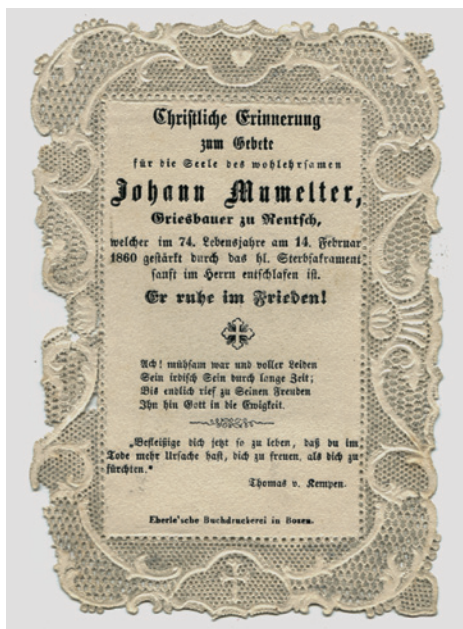 Christliche Erinnerung
zum Gebete
für die Seele des wohlehrsamen
Johann Mumelter,
Griesbauer zu Rentsch,
welcher im 74. Lebensjahre am 14. Februar
1860 gestärkt durch das hl. Sterbsakrament
sanft im Herrn entschlafen ist.
Er ruhe im Frieden!
Ach! mühsam war und voller Leiden
Sein irdisch Sein durch lange Zeit;
Bis endlich rief zu Seinen Freuden
Ihn hin Gott in die Ewigkeit.
„Befleißige dich jetzt so zu leben, daß du im
Tode mehr Ursache hast, dich zu freuen, als dich zu
fürchten.“
Thomas v. Kempen.
Eberle'sche Buchdruckerei in Bozen.